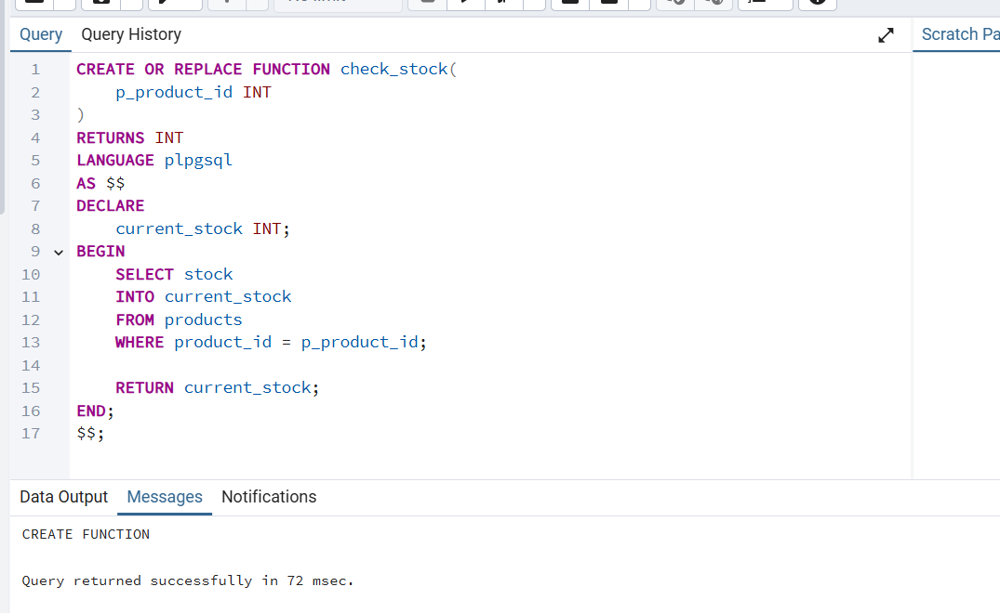 Query Query History Scratch Pa
1 CREATE OR REPLACE FUNCTION check_stock(
2     p_product_id INT
3 )
4 RETURNS INT
5 LANGUAGE plpgsql
6 AS $$
7 DECLARE
8     current_stock INT;
9 BEGIN
10     SELECT stock
11     INTO current_stock
12     FROM products
13     WHERE product_id = p_product_id;
14
15     RETURN current_stock;
16 END;
17 $$;
Data Output Messages Notifications
CREATE FUNCTION
Query returned successfully in 72 msec.